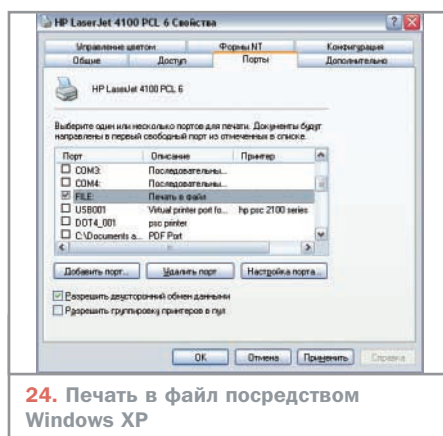 HP LaserJet 4100 PCL 6 Свойства
Управление цветом Формы NT Конфигурация
Общие Доступ Порты Дополнительно
HP LaserJet 4100 PCL 6
Выберите один или несколько портов для печати. Документы будут
направлены в первый свободный порт из отмеченных в списке.
Порт Описание Принтер
COM3: Последовательны...
COM4: Последовательны...
FILE: Печать в файл
USB001 Virtual printer port fo... hp psc 2100 series
DOT4_001 psc printer
C:\Documents a... PDF Port
Добавить порт... Удалить порт Настройка порта...
Разрешить двусторонний обмен данными
Разрешить группировку принтеров в пул
OK Отмена Применить Справка
24. Печать в файл посредством
Windows XP